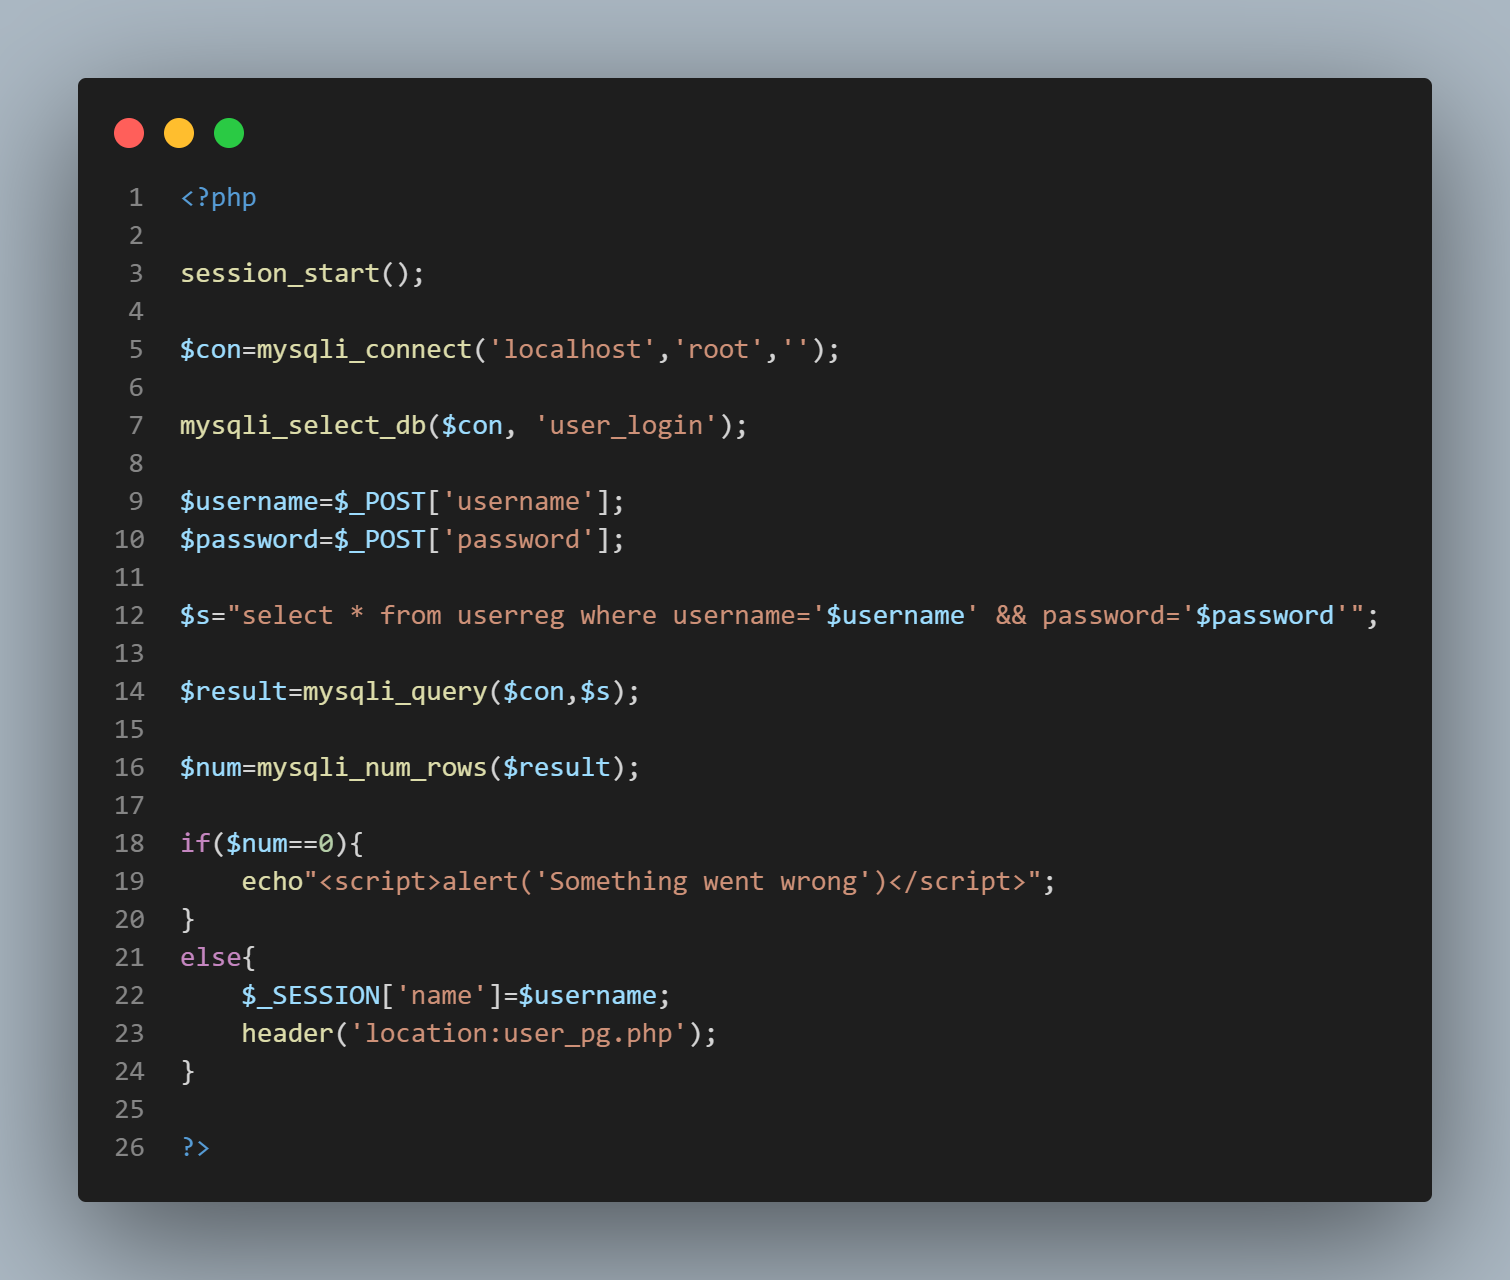 1 <?php
2
3 session_start();
4
5 $con=mysqli_connect('localhost','root','');
6
7 mysqli_select_db($con, 'user_login');
8
9 $username=$_POST['username'];
10 $password=$_POST['password'];
11
12 $s="select * from userreg where username='$username' && password='$password'";
13
14 $result=mysqli_query($con,$s);
15
16 $num=mysqli_num_rows($result);
17
18 if($num==0){
19     echo"<script>alert('Something went wrong')</script>";
20 }
21 else{
22     $_SESSION['name']=$username;
23     header('location:user_pg.php');
24 }
25
26 ?>